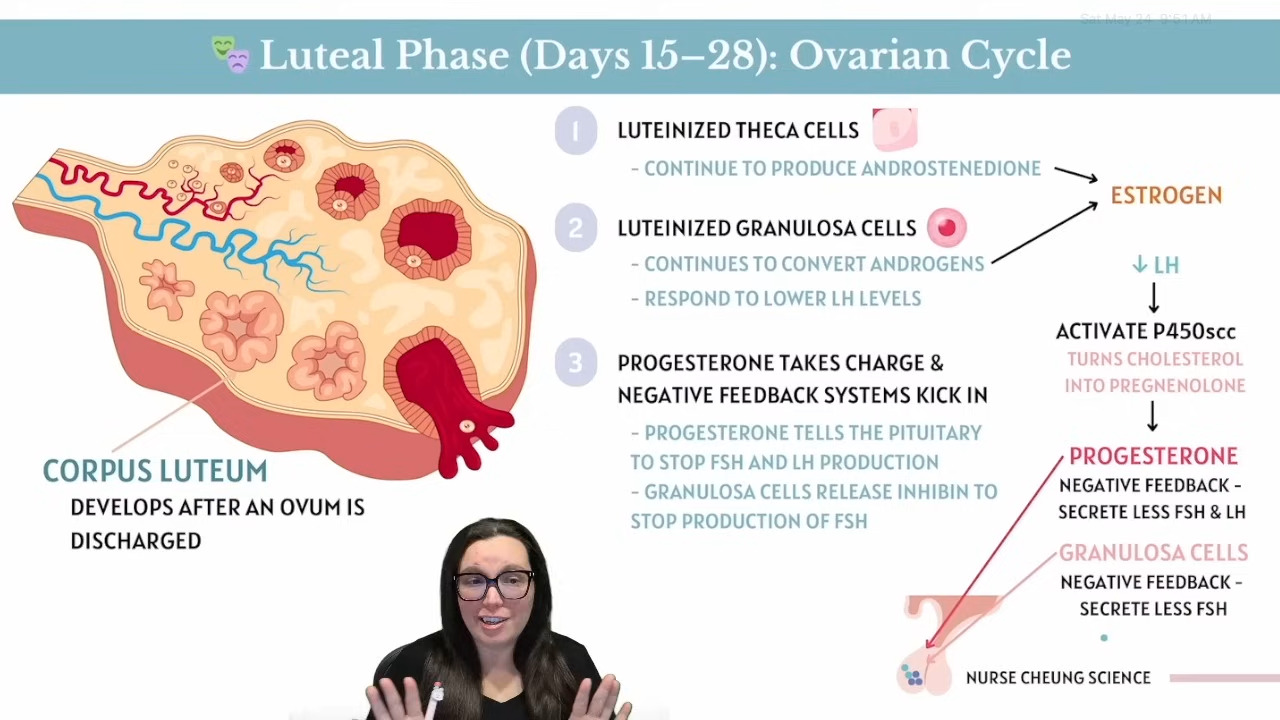 Sat May 24 9:51 AM
Luteal Phase (Days 15–28): Ovarian Cycle
1
LUTEINIZED THECA CELLS
- CONTINUE TO PRODUCE ANDROSTENEDIONE
ESTROGEN
2
LUTEINIZED GRANULOSA CELLS
- CONTINUES TO CONVERT ANDROGENS
- RESPOND TO LOWER LH LEVELS
3
PROGESTERONE TAKES CHARGE &
NEGATIVE FEEDBACK SYSTEMS KICK IN
- PROGESTERONE TELLS THE PITUITARY
TO STOP FSH AND LH PRODUCTION
- GRANULOSA CELLS RELEASE INHIBIN TO
STOP PRODUCTION OF FSH
↓ LH
ACTIVATE P450scc
TURNS CHOLESTEROL
INTO PREGNENOLONE
PROGESTERONE
NEGATIVE FEEDBACK -
SECRETE LESS FSH & LH
GRANULOSA CELLS
NEGATIVE FEEDBACK -
SECRETE LESS FSH
CORPUS LUTEUM
DEVELOPS AFTER AN OVUM IS
DISCHARGED
NURSE CHEUNG SCIENCE